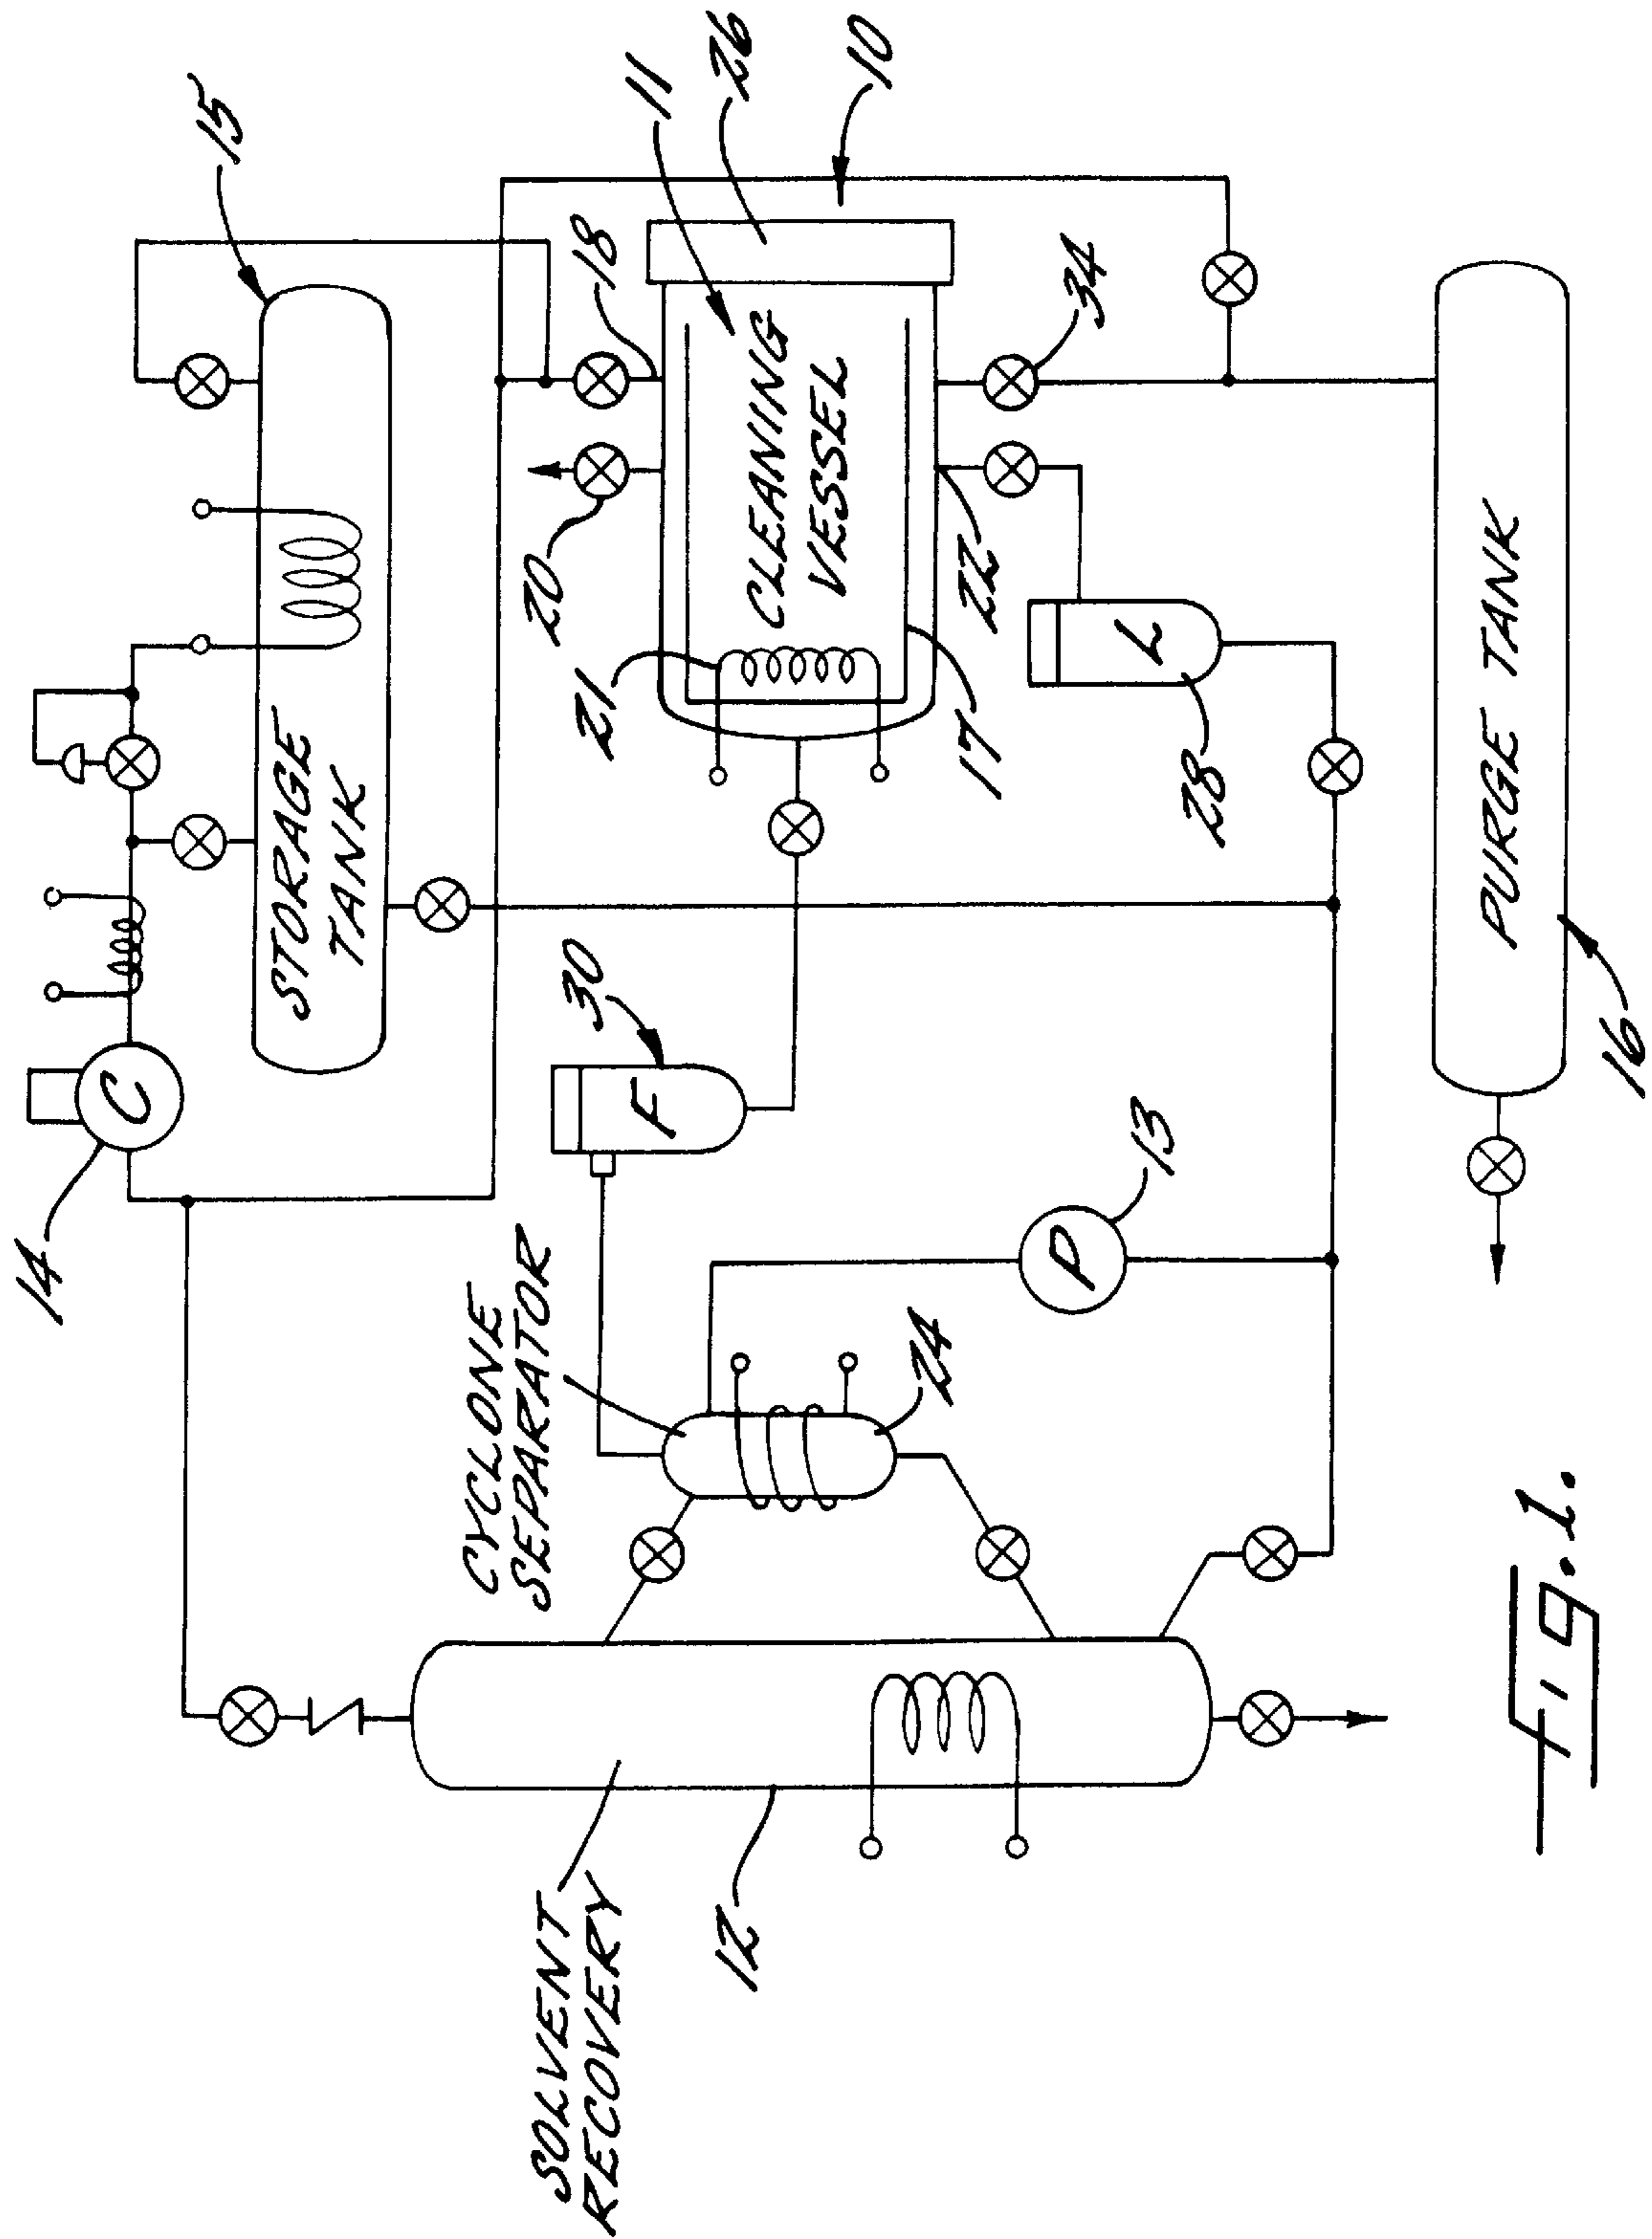 15
26
11
10
STORAGE
TANK
18
20
CLEANING
VESSEL
34
21
22
17
L
28
C
14
30
F
CYCLONE
SEPARATOR
P
13
24
PURGE TANK
16
SOLVENT
RECOVERY
12
Fig. 1.